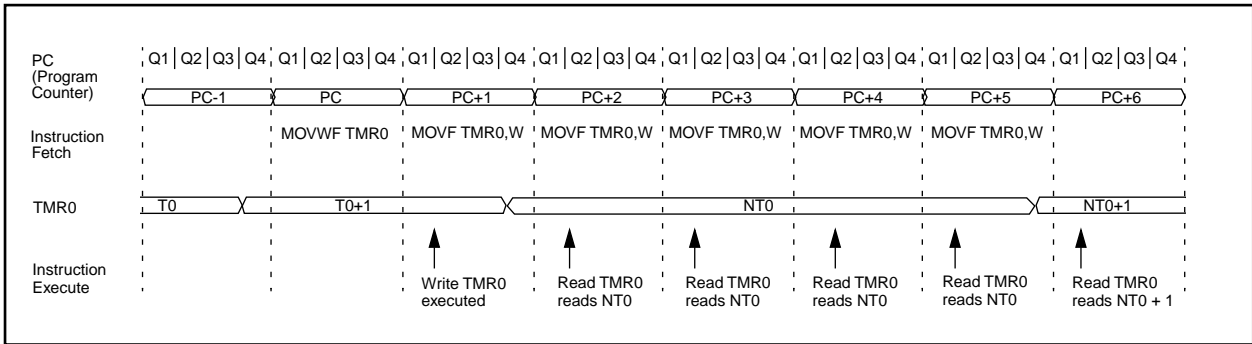 PC
(Program
Counter)
Q1 Q2 Q3 Q4 Q1 Q2 Q3 Q4 Q1 Q2 Q3 Q4 Q1 Q2 Q3 Q4 Q1 Q2 Q3 Q4 Q1 Q2 Q3 Q4 Q1 Q2 Q3 Q4 Q1 Q2 Q3 Q4
PC-1 PC PC+1 PC+2 PC+3 PC+4 PC+5 PC+6
Instruction
Fetch
MOVWF TMR0 MOVF TMR0,W MOVF TMR0,W MOVF TMR0,W MOVF TMR0,W MOVF TMR0,W
TMR0
T0 T0+1 NT0 NT0+1
Instruction
Execute
Write TMR0
executed
Read TMR0
reads NT0
Read TMR0
reads NT0
Read TMR0
reads NT0
Read TMR0
reads NT0
Read TMR0
reads NT0 + 1